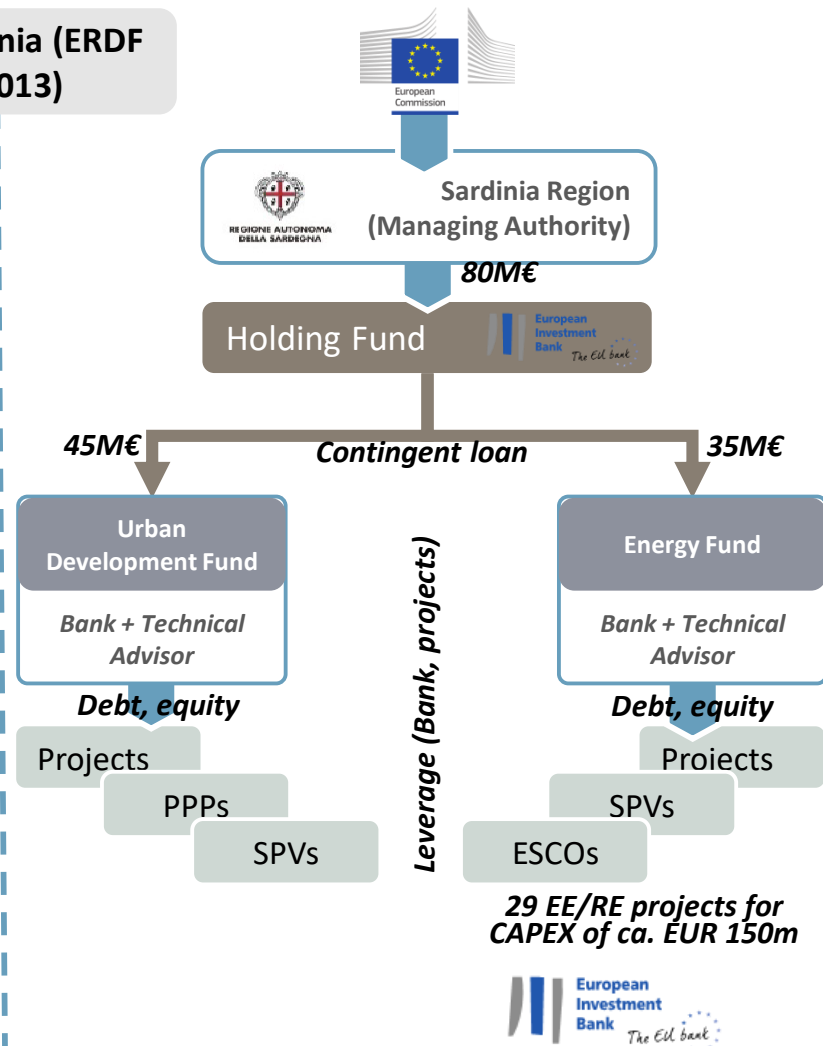 nia (ERDF
013)
European
Commission
REGIONE AUTONOMA
DELLA SARDEGNA
Sardinia Region
(Managing Authority)
80M€
Holding Fund
European
Investment
Bank
The EU bank
45M€
Contingent loan
35M€
Urban
Development Fund
Energy Fund
Bank + Technical
Advisor
Bank + Technical
Advisor
Leverage (Bank, projects)
Debt, equity
Debt, equity
Projects
PPPs
SPVs
Projects
SPVs
ESCOs
29 EE/RE projects for
CAPEX of ca. EUR 150m
European
Investment
Bank
The EU bank